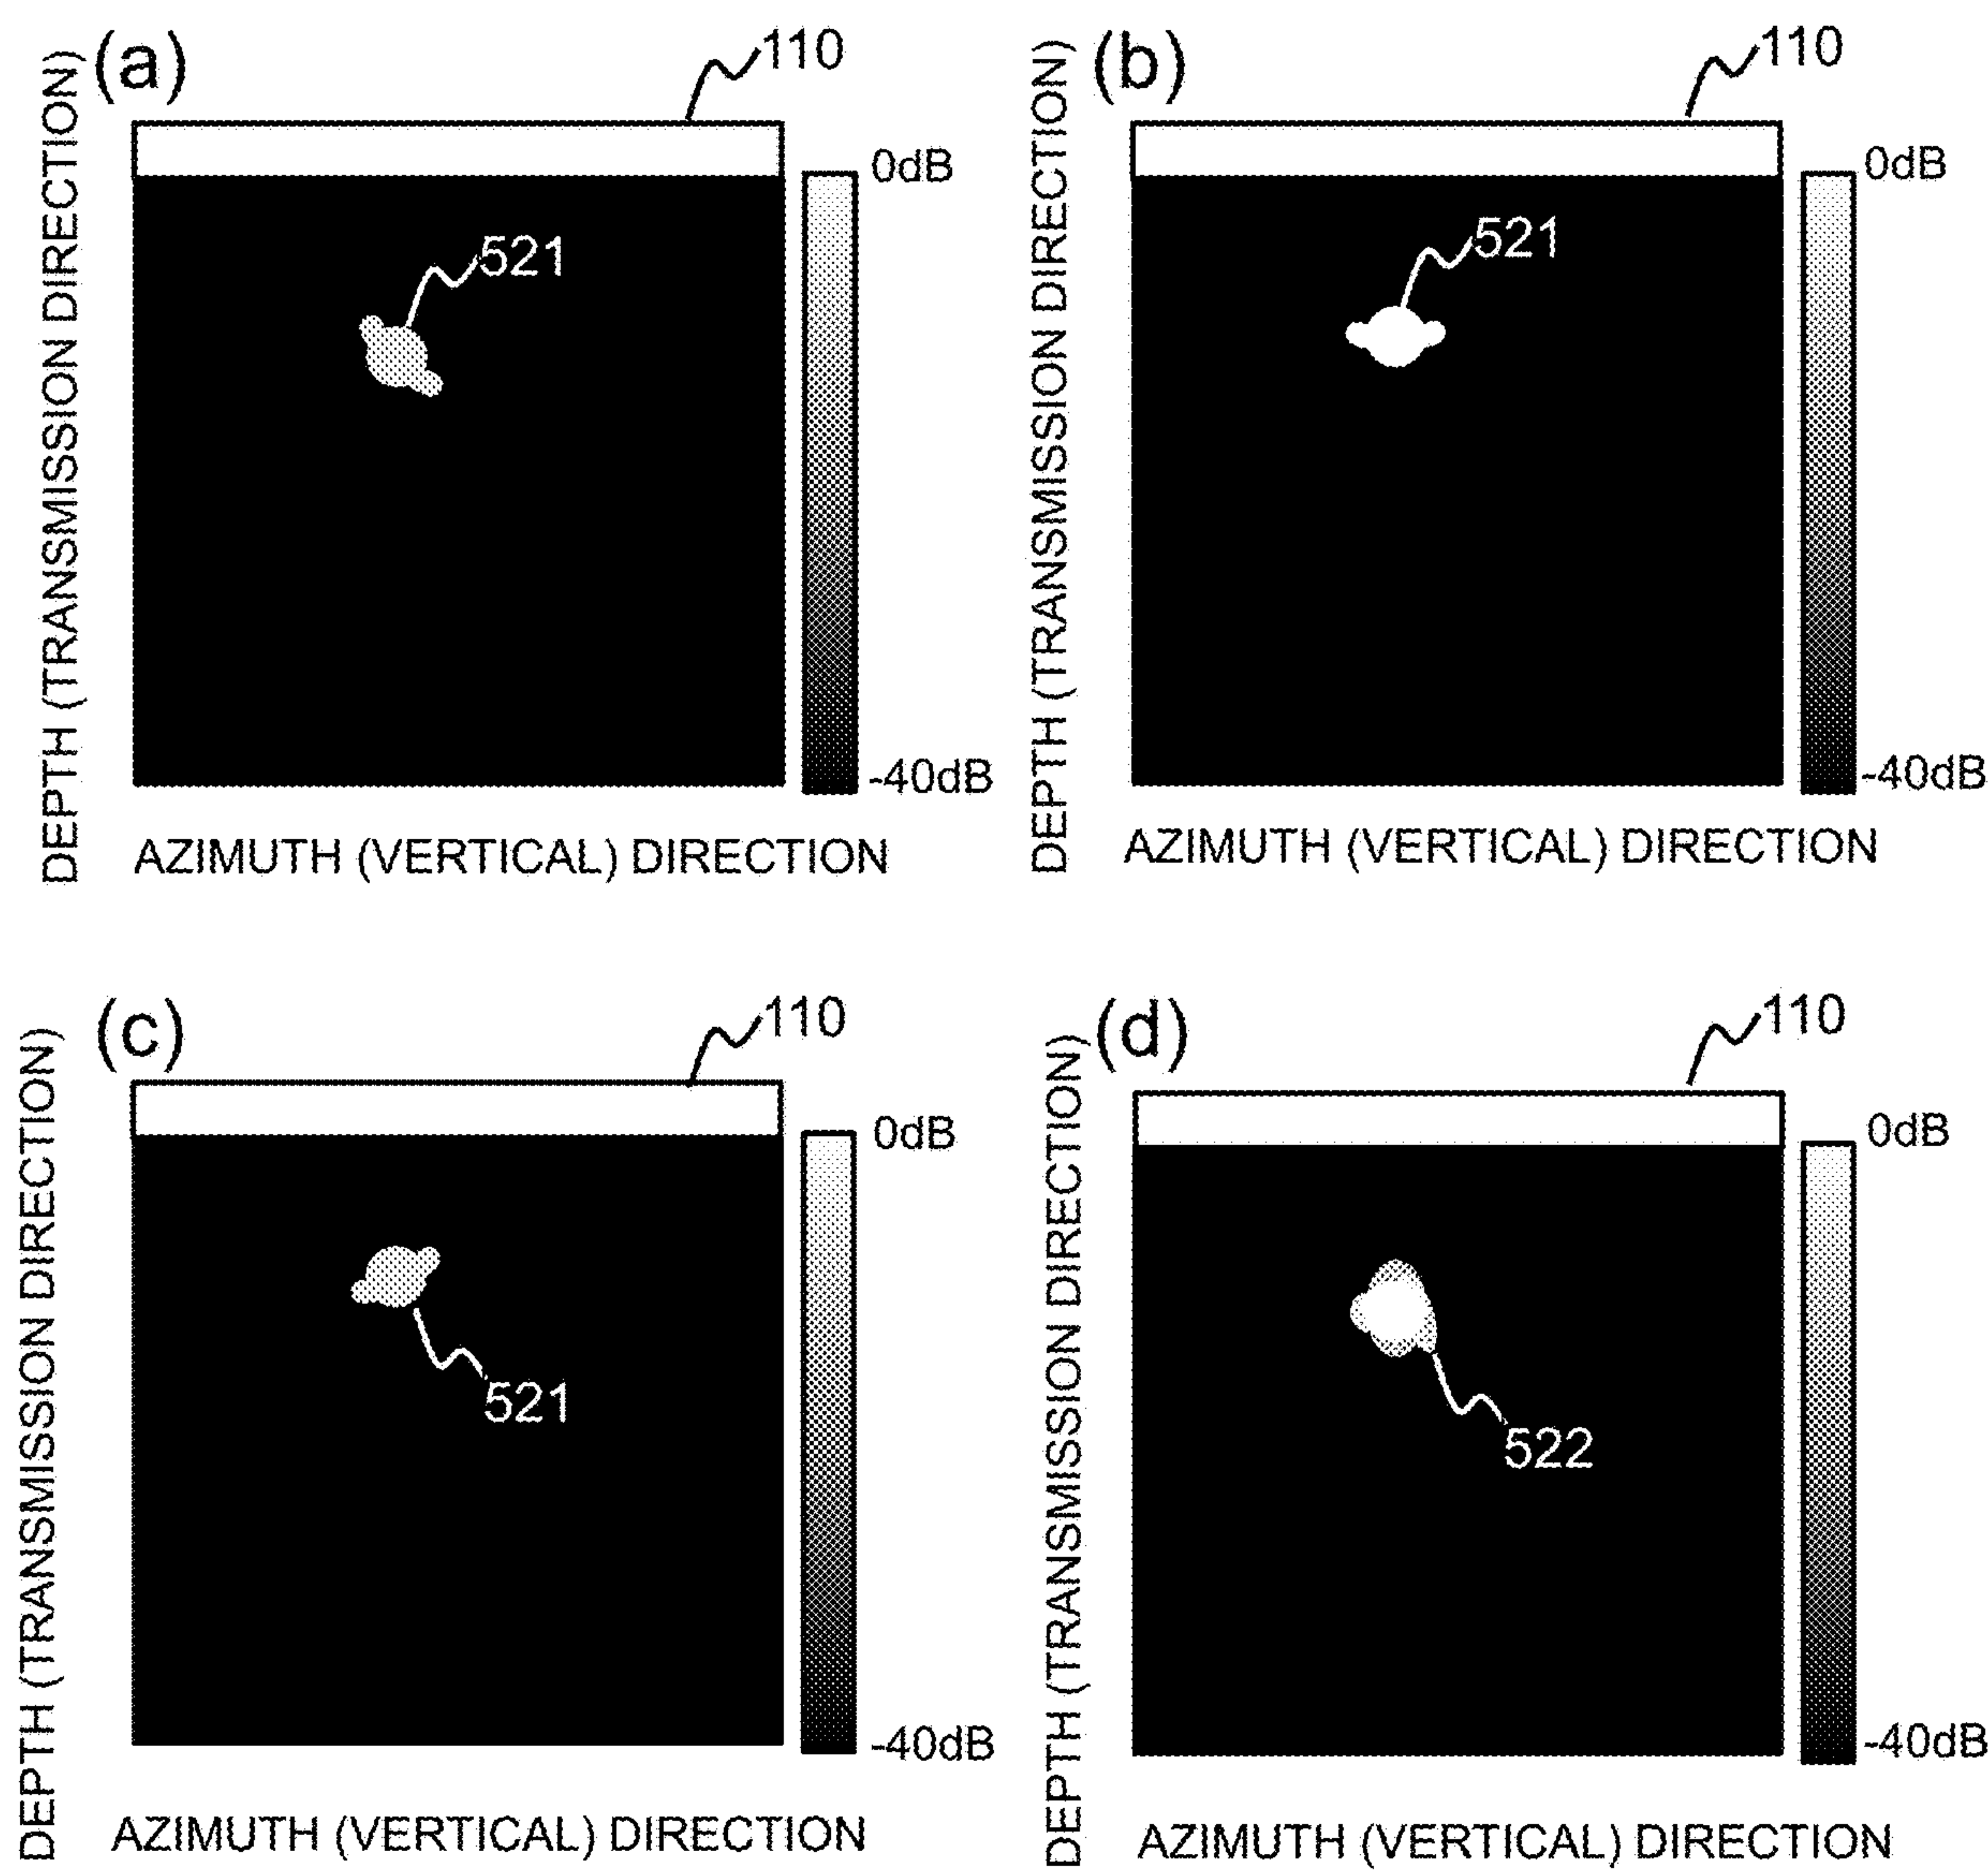 (a)
110
DEPTH (TRANSMISSION DIRECTION)
0dB
521
-40dB
AZIMUTH (VERTICAL) DIRECTION
(b)
110
DEPTH (TRANSMISSION DIRECTION)
0dB
521
-40dB
AZIMUTH (VERTICAL) DIRECTION
(c)
110
DEPTH (TRANSMISSION DIRECTION)
0dB
521
-40dB
AZIMUTH (VERTICAL) DIRECTION
(d)
110
DEPTH (TRANSMISSION DIRECTION)
0dB
522
-40dB
AZIMUTH (VERTICAL) DIRECTION